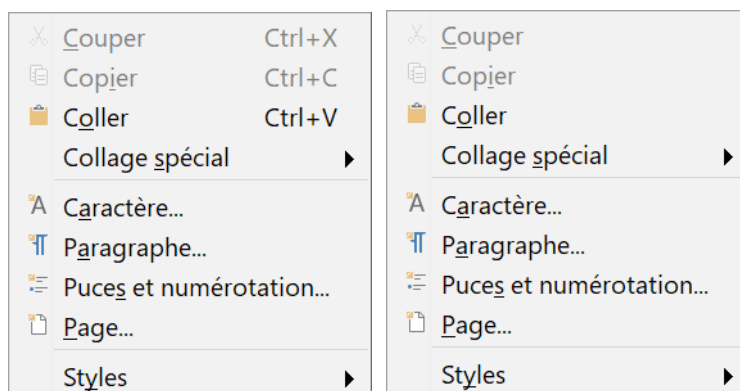 Couper Ctrl+X
Copier Ctrl+C
Coller Ctrl+V
Collage spécial
Caractère...
Paragraphe...
Puces et numérotation...
Page...
Styles
Couper
Copier
Coller
Collage spécial
Caractère...
Paragraphe...
Puces et numérotation...
Page...
Styles